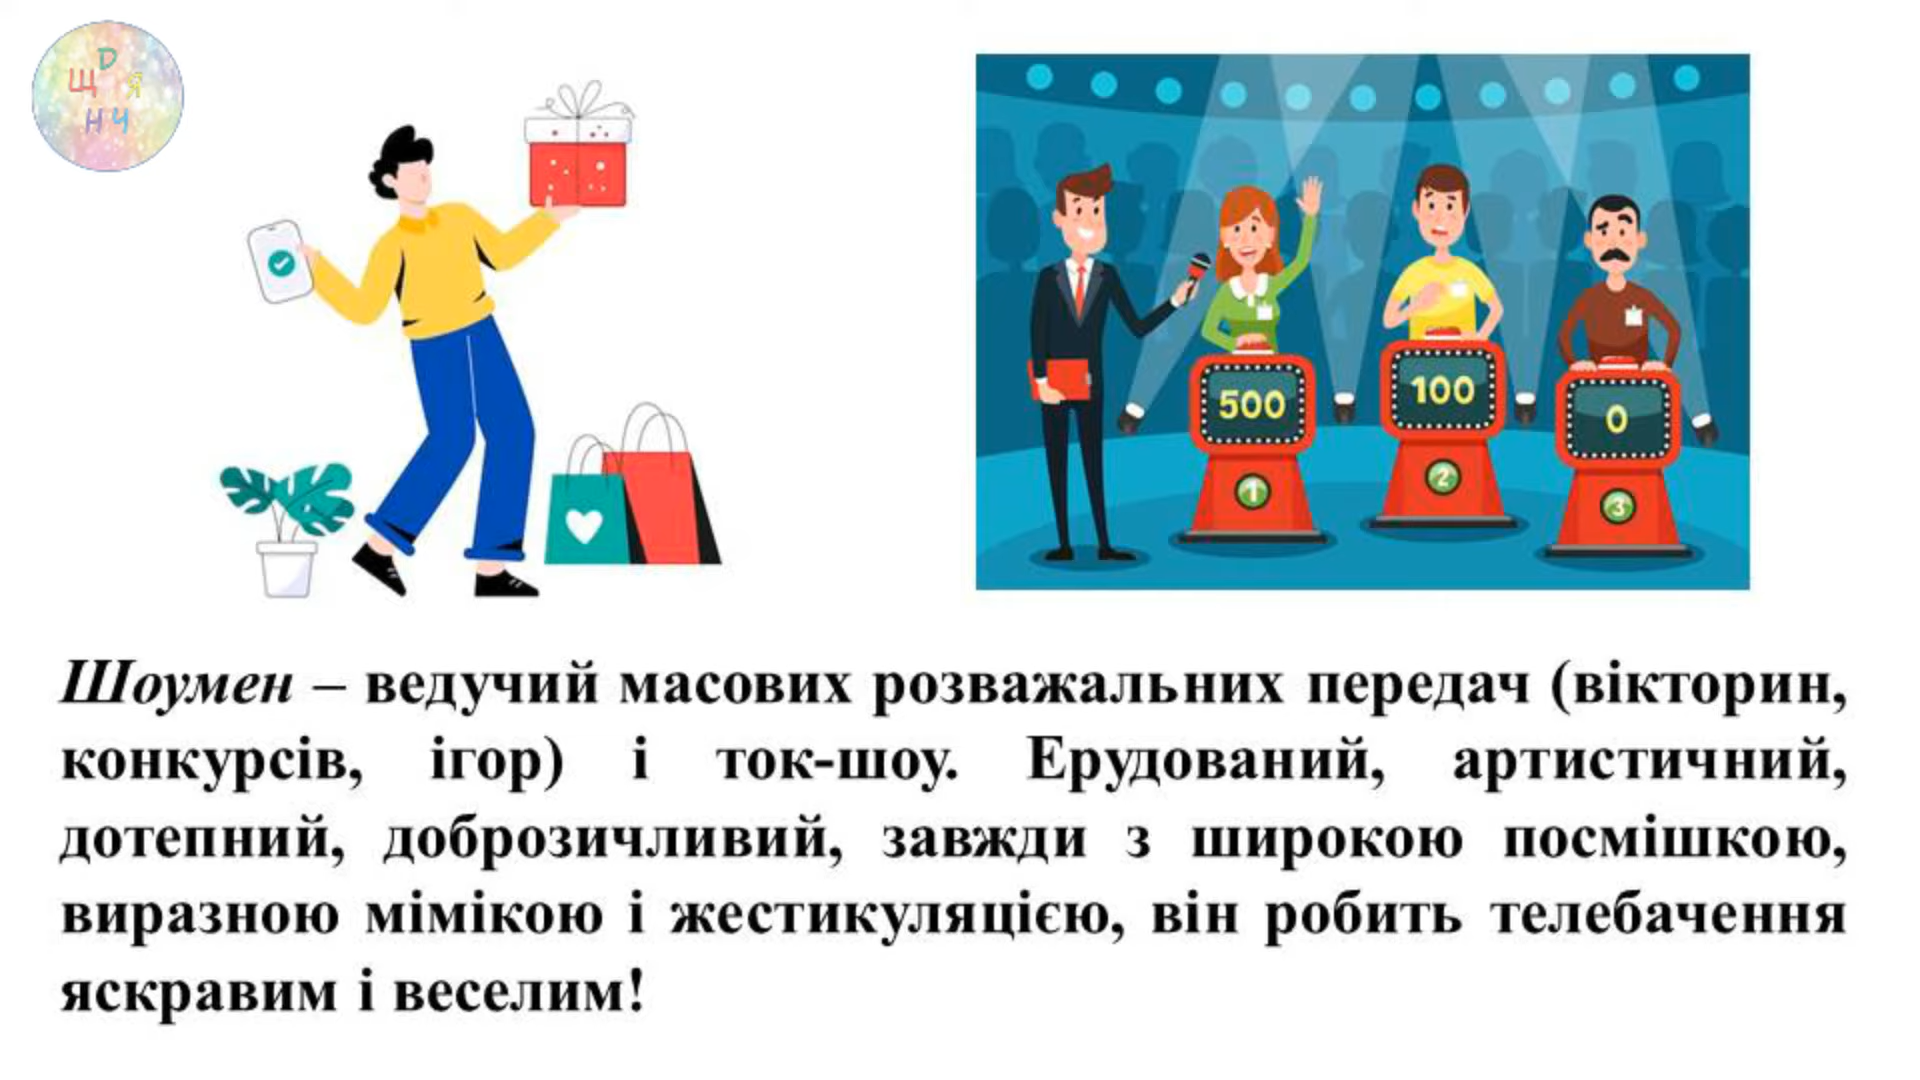 D
Щ Я
Н Ч
500
100
0
1
2
3
Шоумен – ведучий масових розважальних передач (вікторин,
конкурсів, ігор) і ток-шоу. Ерудований, артистичний,
дотепний, доброзичливий, завжди з широкою посмішкою,
виразною мімікою і жестикуляцією, він робить телебачення
яскравим і веселим!